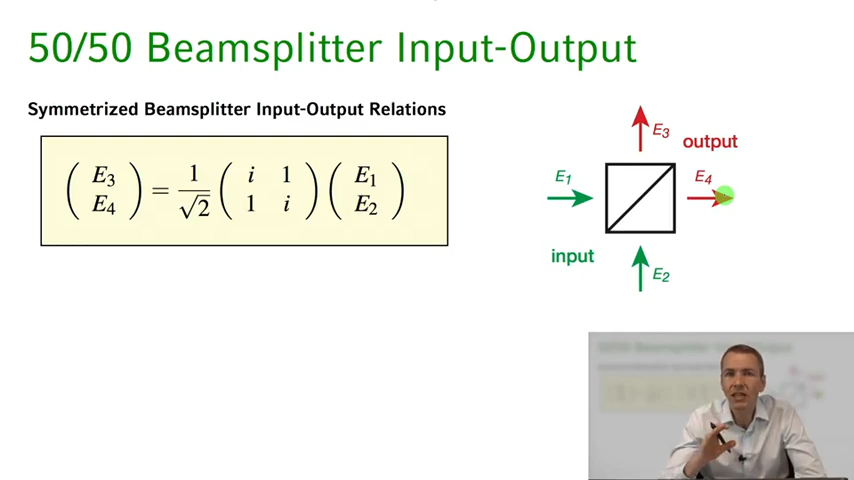 50/50 Beamsplitter Input-Output
Symmetrized Beamsplitter Input-Output Relations
( E₃ ) = 1/√2 ( i 1 ) ( E₁ )
( E₄ ) ( 1 i ) ( E₂ )
E₃
output
E₁
E₄
input
E₂